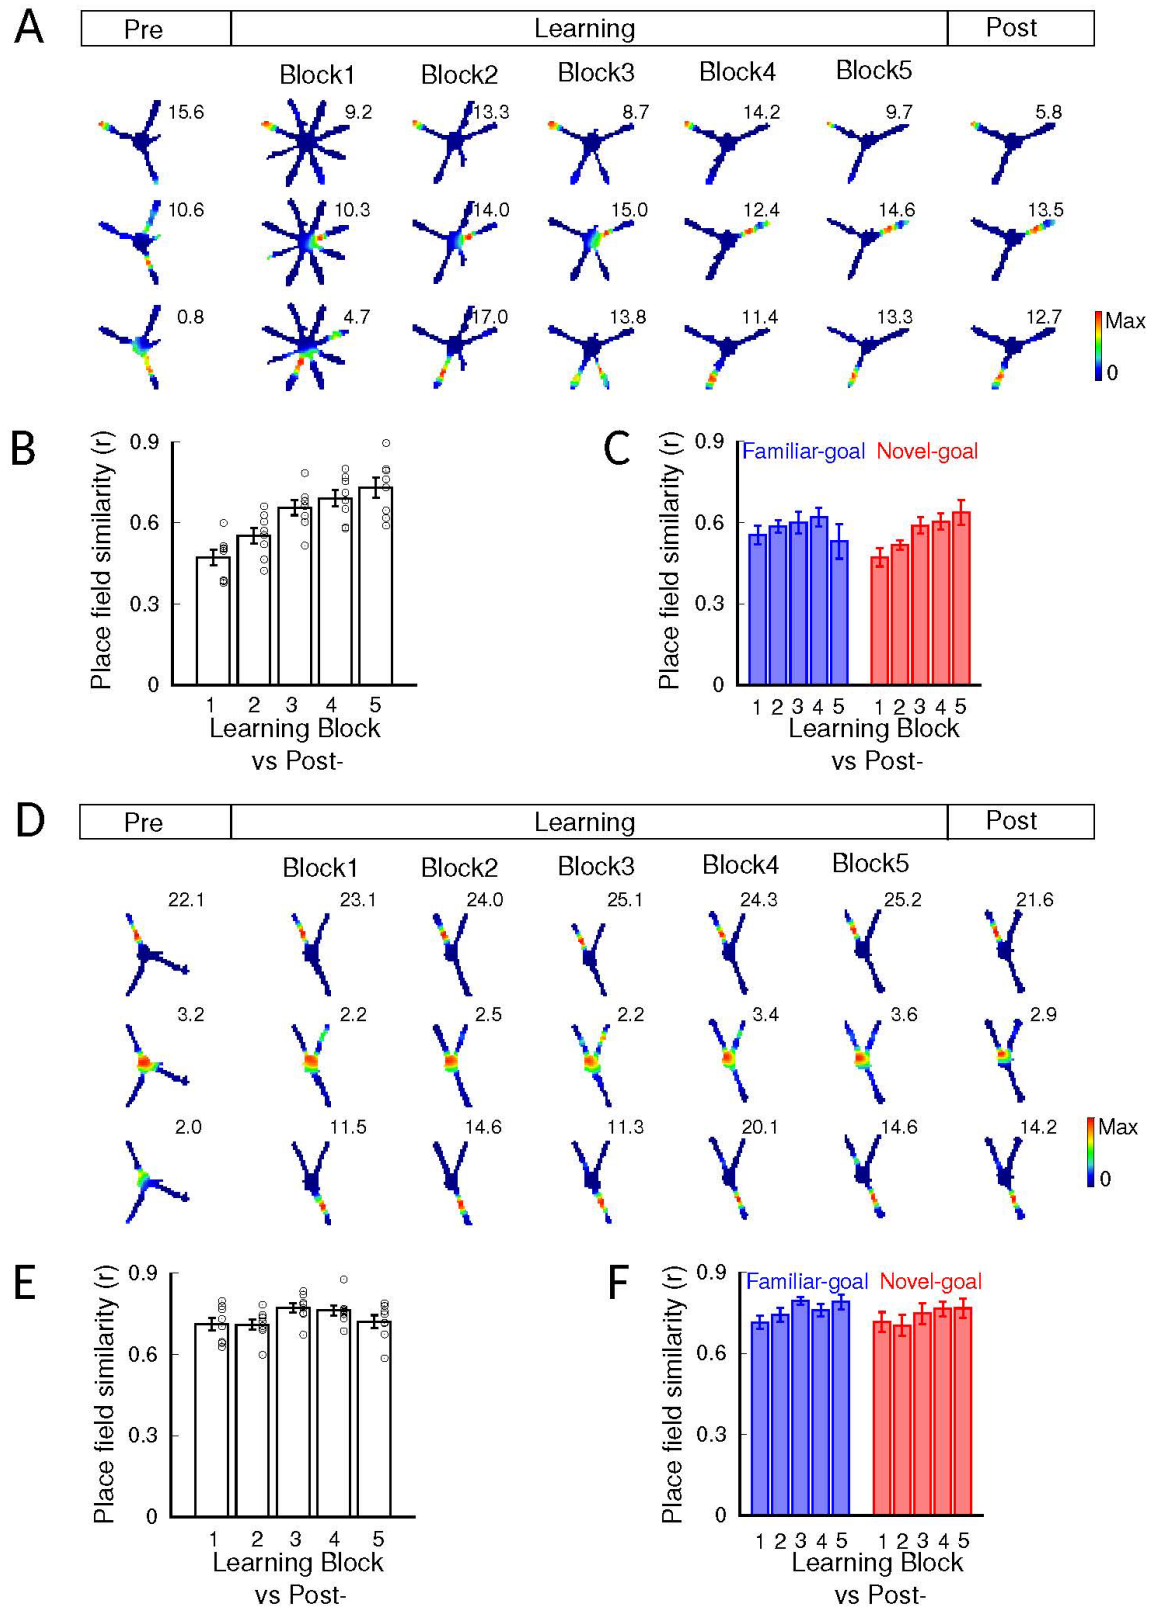 A
Pre Learning Post
Block1 Block2 Block3 Block4 Block5
15.6 9.2 13.3 8.7 14.2 9.7 5.8
10.6 10.3 14.0 15.0 12.4 14.6 13.5
0.8 4.7 17.0 13.8 11.4 13.3 12.7
Max
0
B
Place field similarity (r)
0.9
0.6
0.3
0
1 2 3 4 5
Learning Block
vs Post-
C
Place field similarity (r)
0.9
0.6
0.3
0
Familiar-goal Novel-goal
1 2 3 4 5 1 2 3 4 5
Learning Block
vs Post-
D
Pre Learning Post
Block1 Block2 Block3 Block4 Block5
22.1 23.1 24.0 25.1 24.3 25.2 21.6
3.2 2.2 2.5 2.2 3.4 3.6 2.9
2.0 11.5 14.6 11.3 20.1 14.6 14.2
Max
0
E
Place field similarity (r)
0.9
0.6
0.3
0
1 2 3 4 5
Learning Block
vs Post-
F
Place field similarity (r)
0.9
0.6
0.3
0
Familiar-goal Novel-goal
1 2 3 4 5 1 2 3 4 5
Learning Block
vs Post-